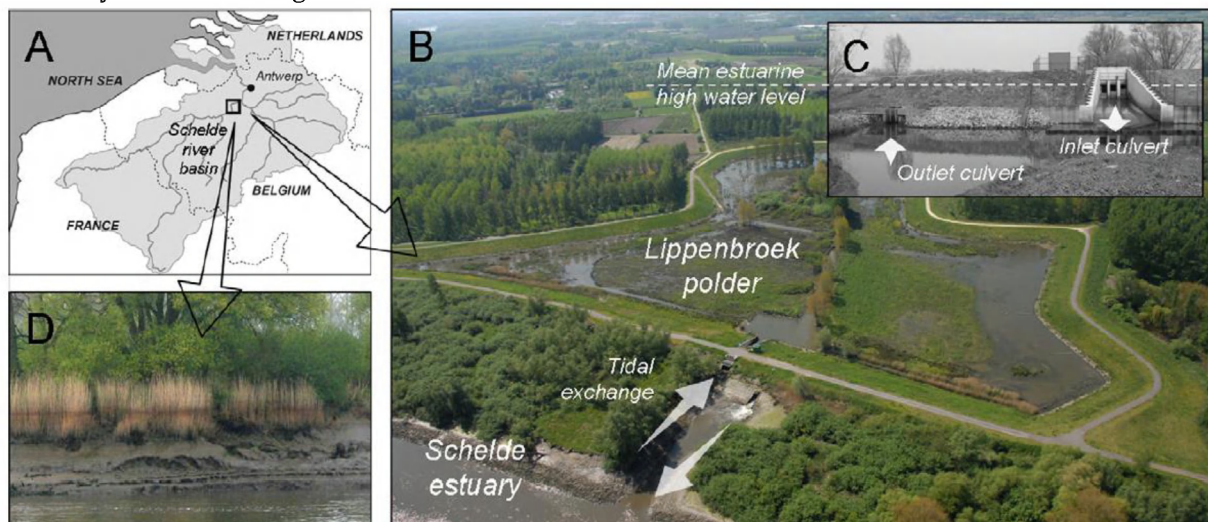 A
NETHERLANDS
NORTH SEA
Antwerp
Schelde
river
basin
BELGIUM
FRANCE
B
Mean estuarine
high water level
C
Inlet culvert
Outlet culvert
Lippenbroek
polder
Tidal
exchange
Schelde
estuary
D